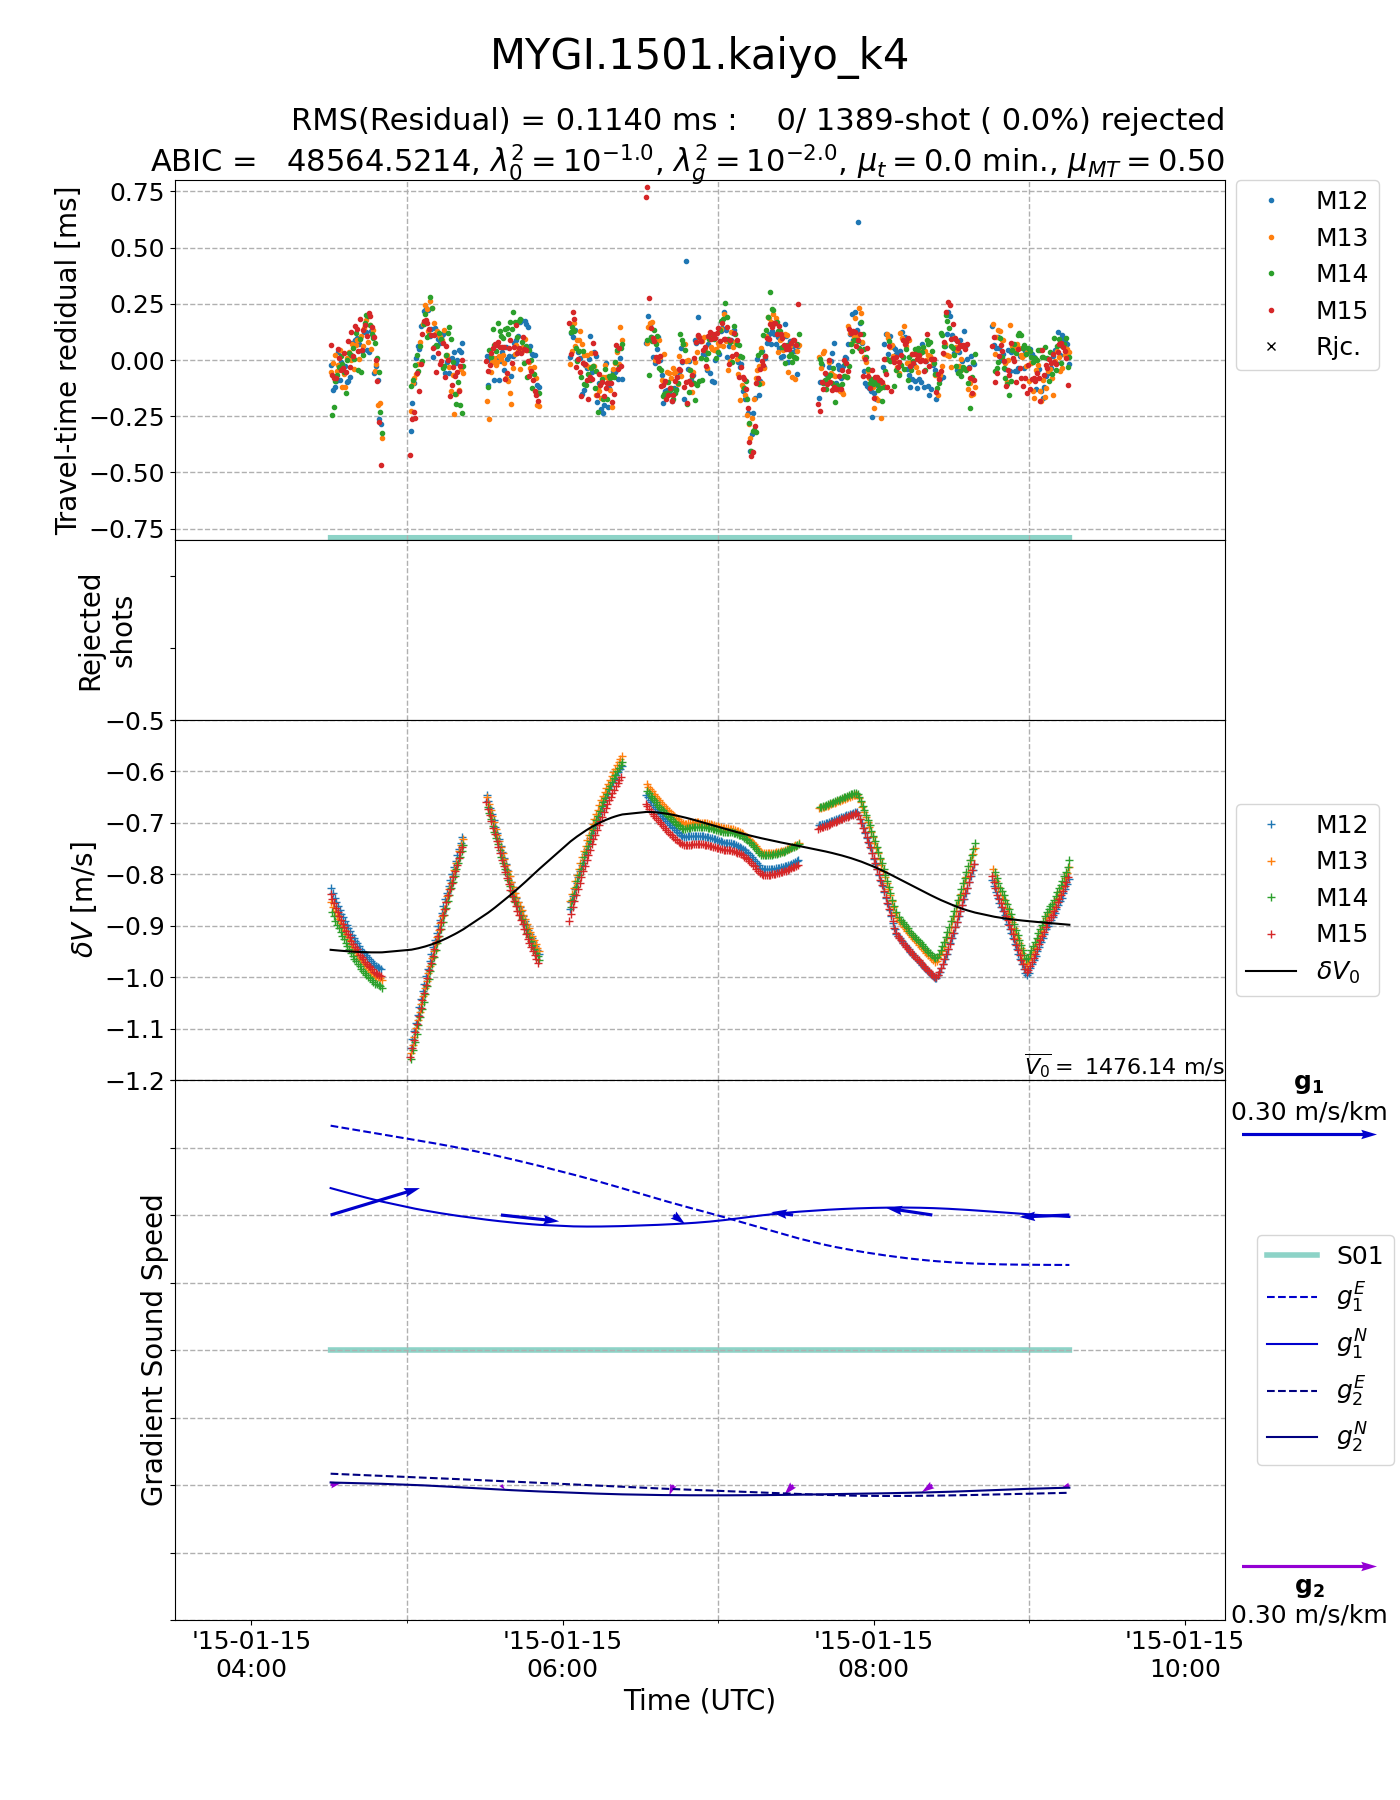 MYGI.1501.kaiyo_k4
RMS(Residual) = 0.1140 ms :    0/ 1389-shot ( 0.0%) rejected
ABIC =   48564.5214, λ₀² = 10⁻¹·⁰, λg² = 10⁻²·⁰, μt = 0.0 min., μMT = 0.50
Travel-time redidual [ms]
0.75
0.50
0.25
0.00
−0.25
−0.50
−0.75
M12
M13
M14
M15
Rjc.
Rejected
shots
δV [m/s]
−0.5
−0.6
−0.7
−0.8
−0.9
−1.0
−1.1
−1.2
V̅₀ = 1476.14 m/s
M12
M13
M14
M15
δV₀
g₁
0.30 m/s/km
Gradient Sound Speed
S01
g₁ᴱ
g₁ᴺ
g₂ᴱ
g₂ᴺ
g₂
0.30 m/s/km
'15-01-15
04:00
'15-01-15
06:00
'15-01-15
08:00
'15-01-15
10:00
Time (UTC)